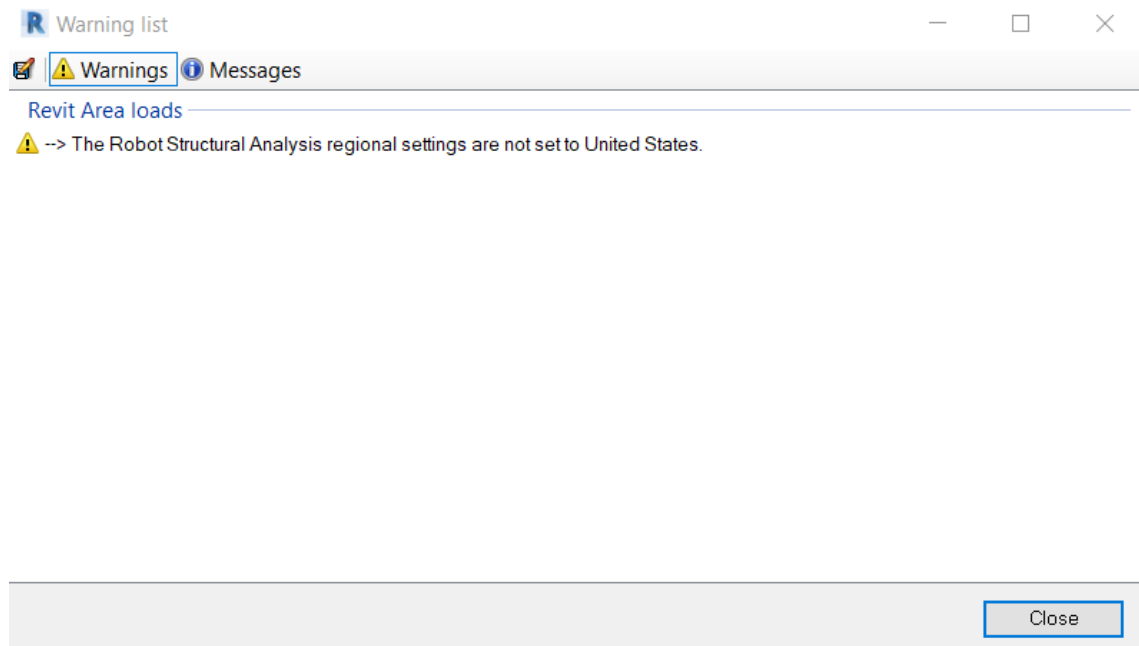 Warning list
Warnings Messages
Revit Area loads
--> The Robot Structural Analysis regional settings are not set to United States.
Close